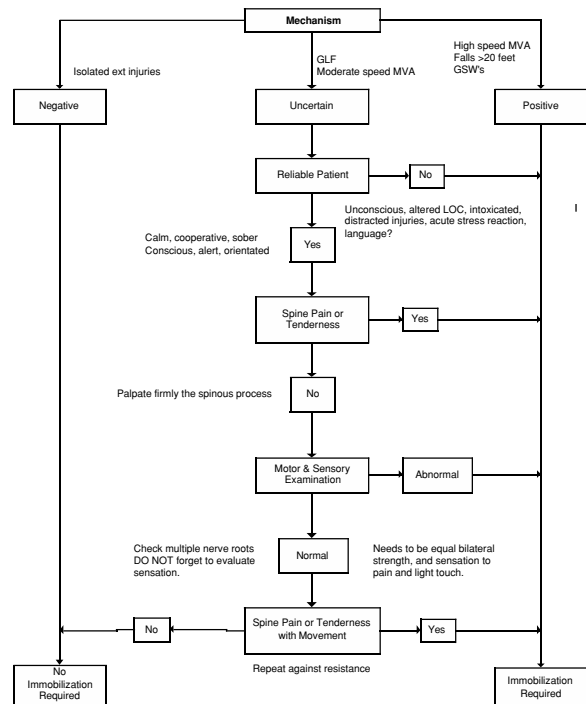 Mechanism
Isolated ext injuries
GLF
Moderate speed MVA
High speed MVA
Falls >20 feet
GSW's
Negative
Uncertain
Positive
Reliable Patient
No
Unconscious, altered LOC, intoxicated,
distracted injuries, acute stress reaction,
language?
I
Calm, cooperative, sober
Conscious, alert, orientated
Yes
Spine Pain or
Tenderness
Yes
Palpate firmly the spinous process
No
Motor & Sensory
Examination
Abnormal
Check multiple nerve roots
DO NOT forget to evaluate
sensation.
Normal
Needs to be equal bilateral
strength, and sensation to
pain and light touch.
No
Spine Pain or Tenderness
with Movement
Yes
Repeat against resistance
No
Immobilization
Required
Immobilization
Required